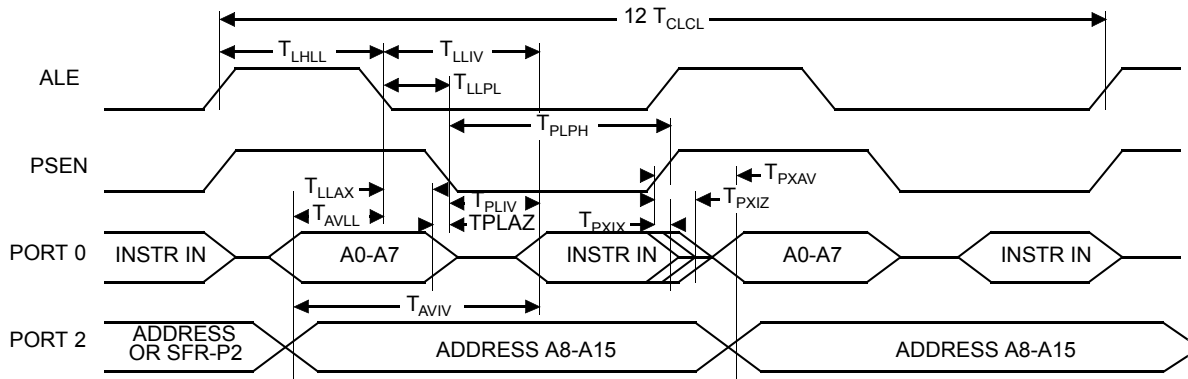 12 TCLCL
TLHLL
TLLIV
ALE
TLLPL
TPLPH
PSEN
TLLAX
TPLIV
TPXAV
TPXIZ
TAVLL
TPLAZ
TPXIX
PORT 0
INSTR IN
A0-A7
INSTR IN
A0-A7
INSTR IN
TAVIV
PORT 2
ADDRESS
OR SFR-P2
ADDRESS A8-A15
ADDRESS A8-A15